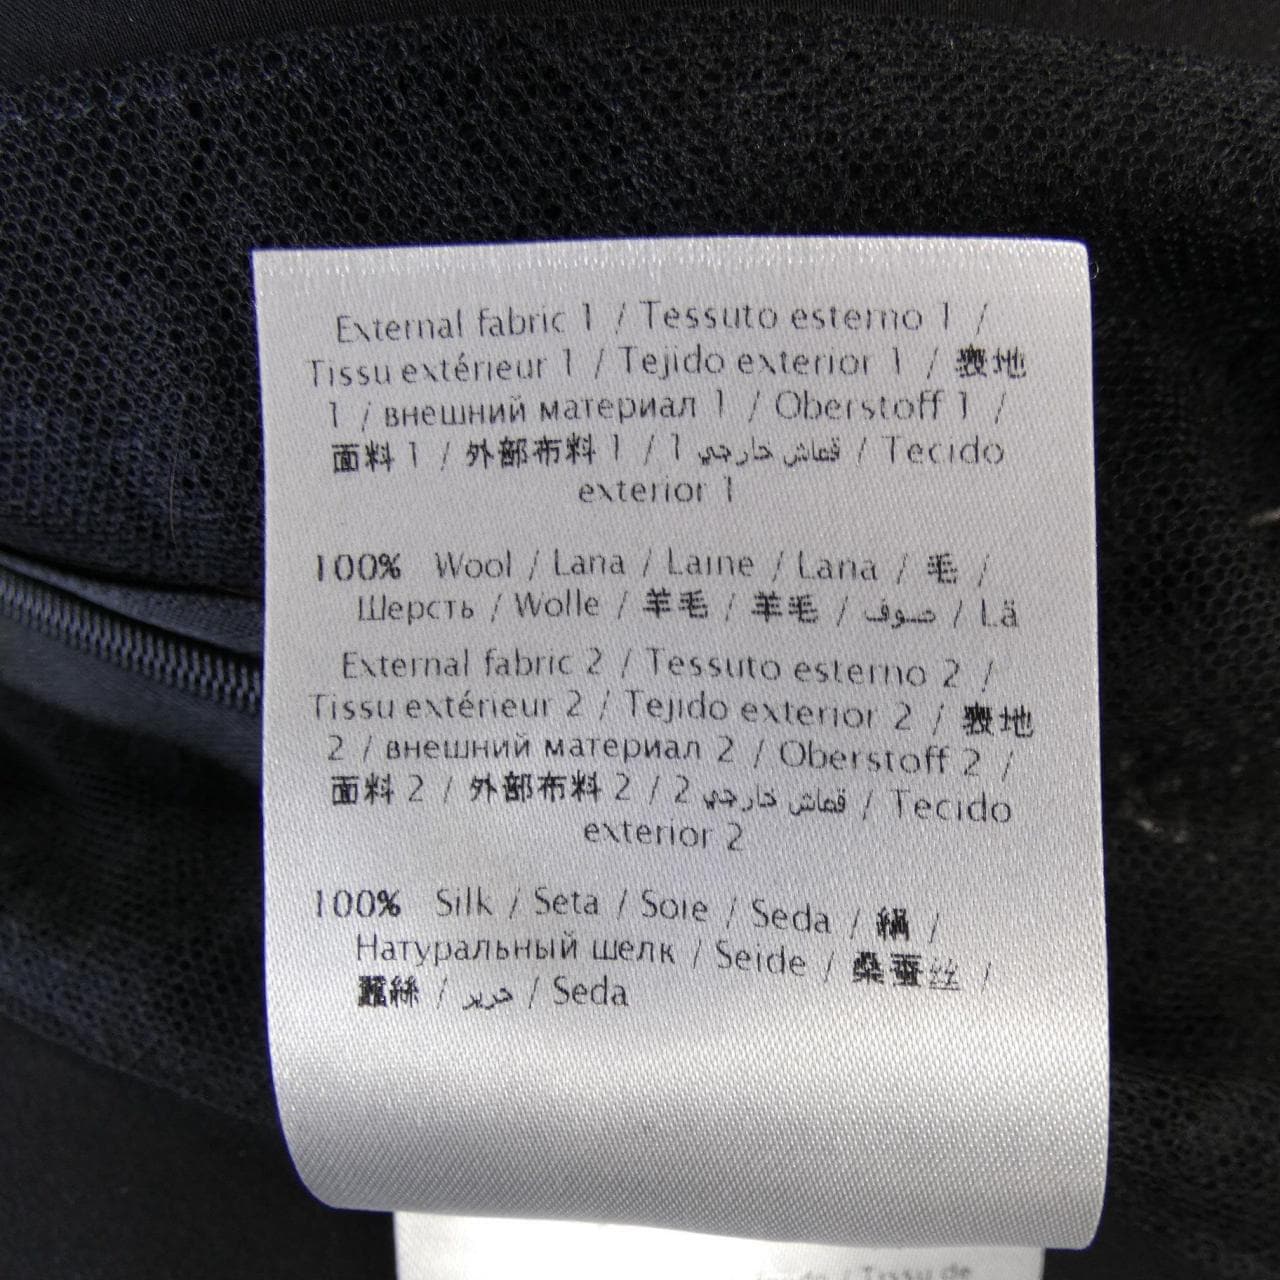 External fabric 1 / Tessuto esterno 1 /
Tissu extérieur 1 / Tejido exterior 1 / 表地
1 / внешний материал 1 / Oberstoff 1 /
面料 1 / 外部布料 1 / 1 قماش خارجي / Tecido
exterior 1
100% Wool / Lana / Laine / Lana / 毛 /
Шерсть / Wolle / 羊毛 / 羊毛 / صوف / Lã
External fabric 2 / Tessuto esterno 2 /
Tissu extérieur 2 / Tejido exterior 2 / 表地
2 / внешний материал 2 / Oberstoff 2 /
面料 2 / 外部布料 2 / 2 قماش خارجي / Tecido
exterior 2
100% Silk / Seta / Soie / Seda / 絹 /
Натуральный шелк / Seide / 桑蚕丝 /
蠶絲 / حرير / Seda
/ Tissu de